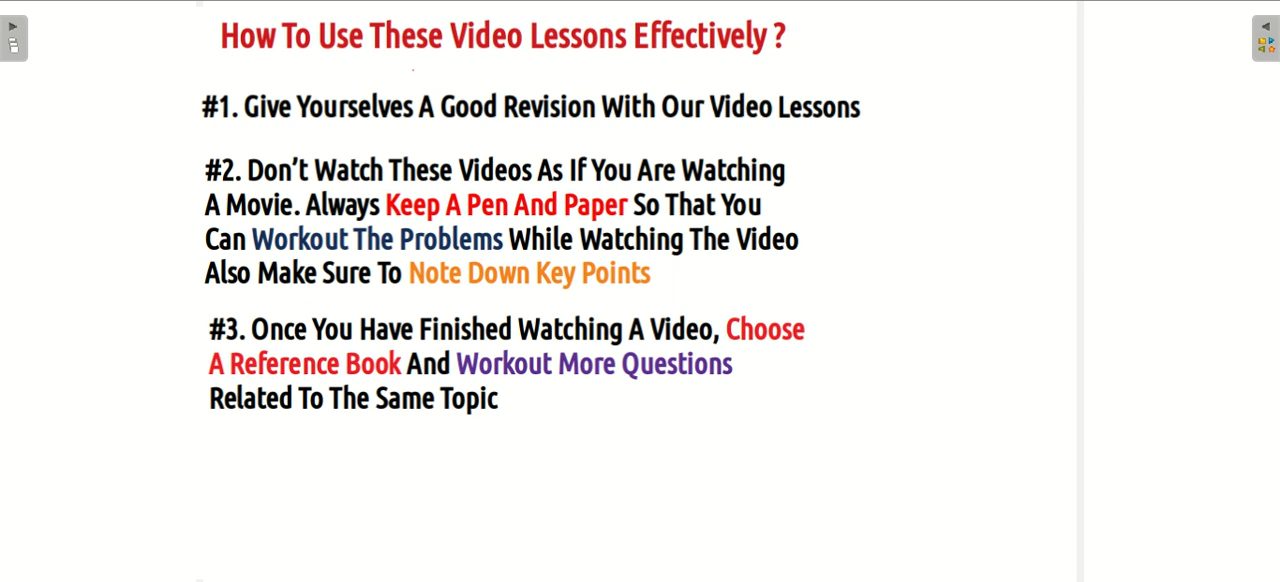 How To Use These Video Lessons Effectively ?
#1. Give Yourselves A Good Revision With Our Video Lessons
#2. Don’t Watch These Videos As If You Are Watching
A Movie. Always Keep A Pen And Paper So That You
Can Workout The Problems While Watching The Video
Also Make Sure To Note Down Key Points
#3. Once You Have Finished Watching A Video, Choose
A Reference Book And Workout More Questions
Related To The Same Topic